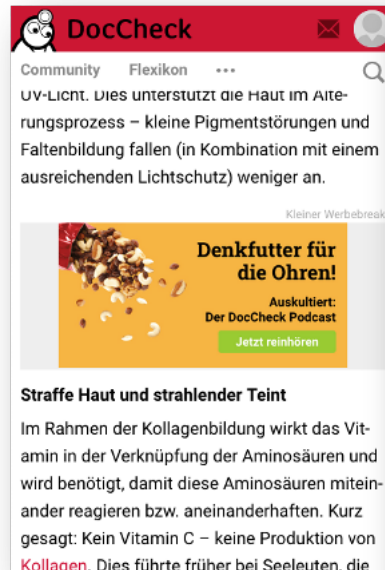 DocCheck
Community Flexikon •••
UV-Licht. Dies unterstützt die Haut im Alte-
rungsprozess – kleine Pigmentstörungen und
Faltenbildung fallen (in Kombination mit einem
ausreichenden Lichtschutz) weniger an.
Kleiner Werbebreak
Denkfutter für
die Ohren!
Auskultiert:
Der DocCheck Podcast
Jetzt reinhören
Straffe Haut und strahlender Teint
Im Rahmen der Kollagenbildung wirkt das Vit-
amin in der Verknüpfung der Aminosäuren und
wird benötigt, damit diese Aminosäuren mitein-
ander reagieren bzw. aneinanderhaften. Kurz
gesagt: Kein Vitamin C – keine Produktion von
Kollagen. Dies führte früher bei Seeleuten, die